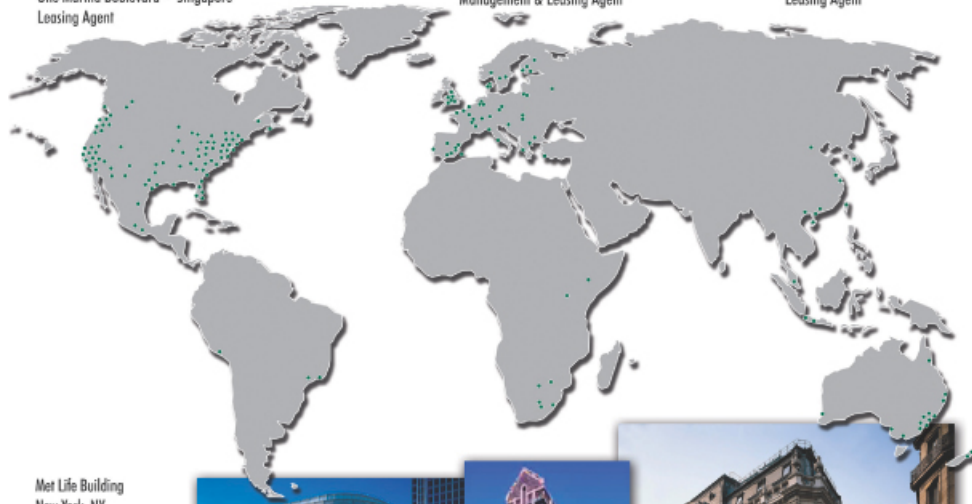 One Marina Boulevard Singapore
Leasing Agent
Management & Leasing Agent
Leasing Agent
Met Life Building
New York, NY